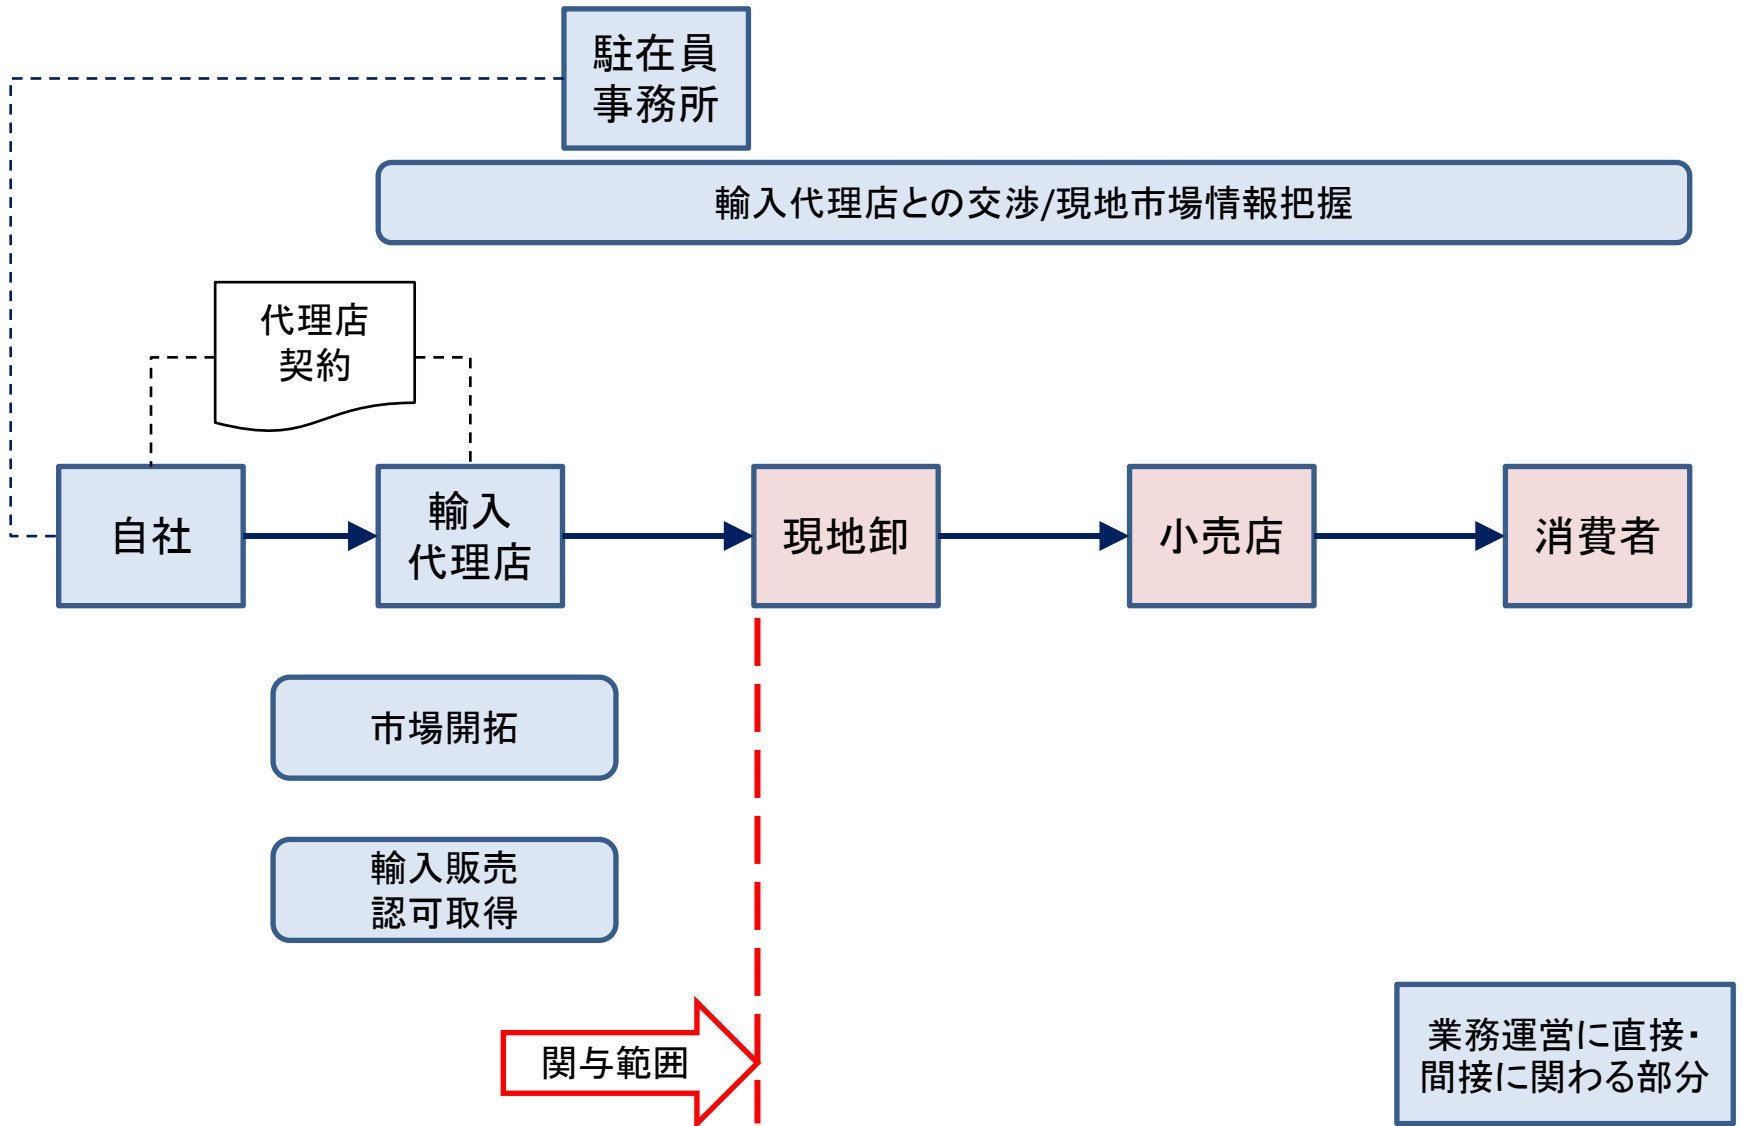 駐在員
事務所
輸入代理店との交渉/現地市場情報把握
代理店
契約
自社
輸入
代理店
現地卸
小売店
消費者
市場開拓
輸入販売
認可取得
関与範囲
業務運営に直接・
間接に関わる部分